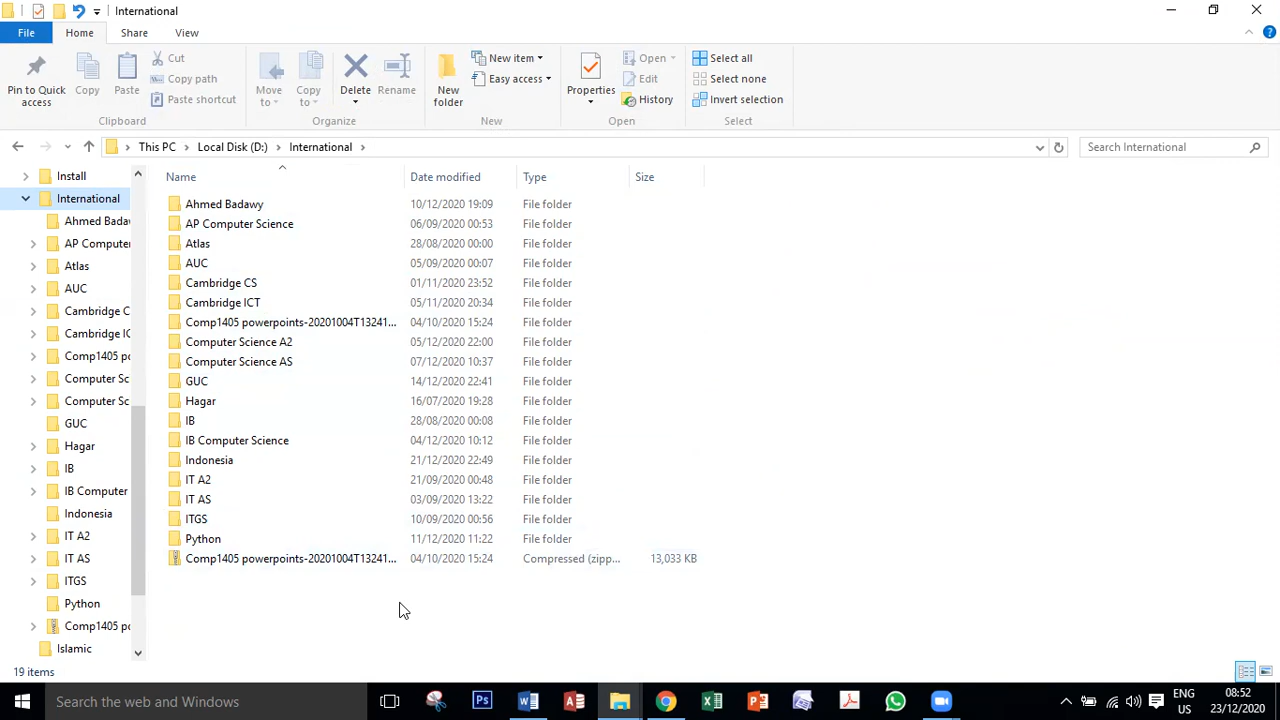 International
File Home Share View
Pin to Quick access
Copy
Paste
Cut
Copy path
Paste shortcut
Clipboard
Move to
Copy to
Delete
Rename
Organize
New folder
New item
Easy access
New
Properties
Open
Edit
History
Open
Select all
Select none
Invert selection
Select
This PC Local Disk (D:) International
Search International
Install
International
Ahmed Badaw
AP Compute
Atlas
AUC
Cambridge C
Cambridge IC
Comp1405 po
Computer Sc
Computer Sc
GUC
Hagar
IB
IB Computer
Indonesia
IT A2
IT AS
ITGS
Python
Comp1405 po
Islamic
Name Date modified Type Size
Ahmed Badawy 10/12/2020 19:09 File folder
AP Computer Science 06/09/2020 00:53 File folder
Atlas 28/08/2020 00:00 File folder
AUC 05/09/2020 00:07 File folder
Cambridge CS 01/11/2020 23:52 File folder
Cambridge ICT 05/11/2020 20:34 File folder
Comp1405 powerpoints-20201004T13241... 04/10/2020 15:24 File folder
Computer Science A2 05/12/2020 22:00 File folder
Computer Science AS 07/12/2020 10:37 File folder
GUC 14/12/2020 22:41 File folder
Hagar 16/07/2020 19:28 File folder
IB 28/08/2020 00:08 File folder
IB Computer Science 04/12/2020 10:12 File folder
Indonesia 21/12/2020 22:49 File folder
IT A2 21/09/2020 00:48 File folder
IT AS 03/09/2020 13:22 File folder
ITGS 10/09/2020 00:56 File folder
Python 11/12/2020 11:22 File folder
Comp1405 powerpoints-20201004T13241... 04/10/2020 15:24 Compressed (zipp... 13,033 KB
19 items
Search the web and Windows
ENG
US
08:52
23/12/2020